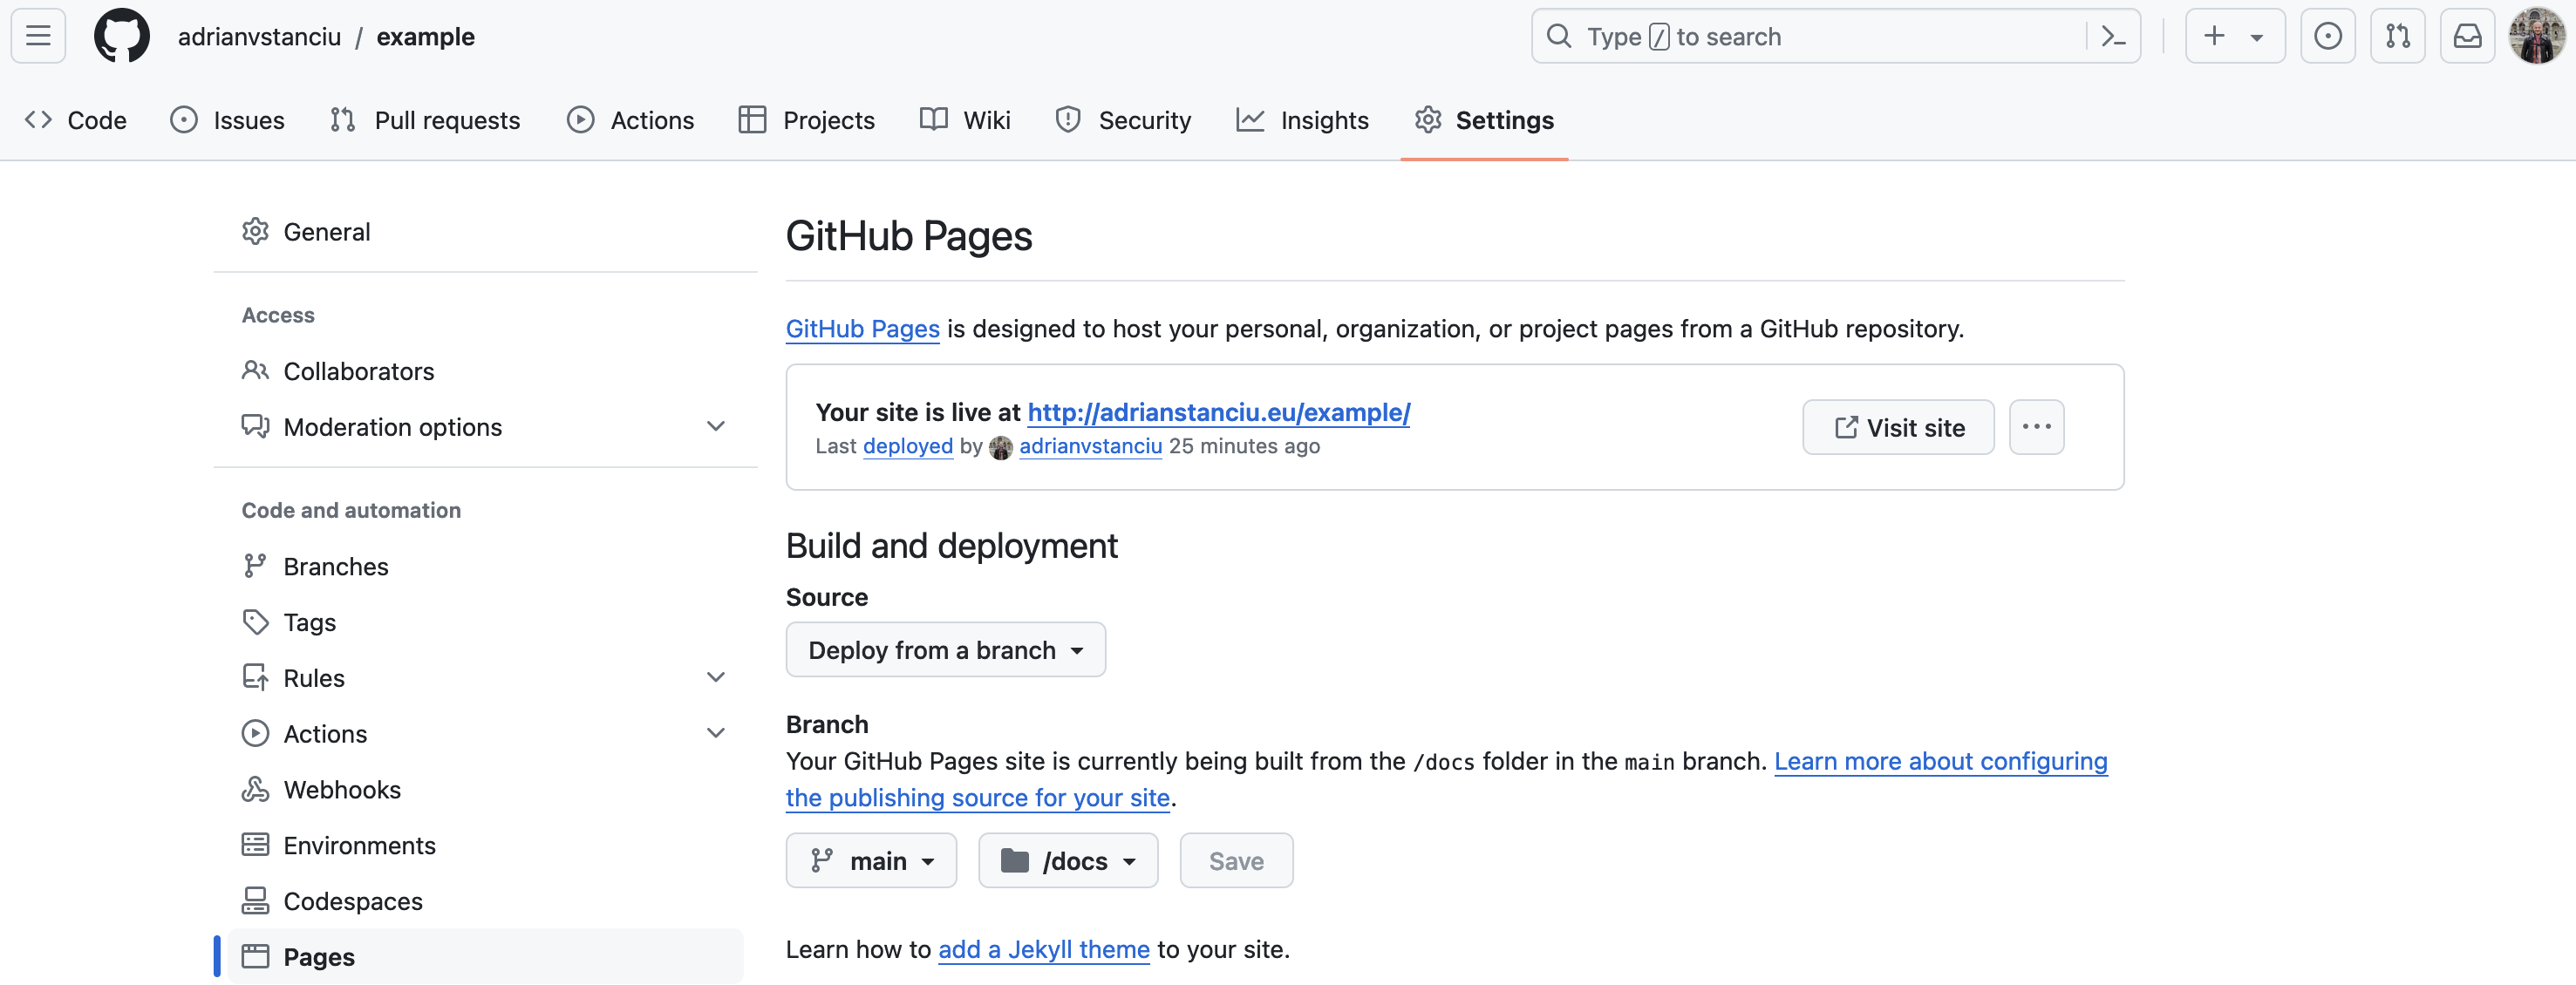 adrianvstanciu / example
Type / to search
Code
Issues
Pull requests
Actions
Projects
Wiki
Security
Insights
Settings
General
Access
Collaborators
Moderation options
Code and automation
Branches
Tags
Rules
Actions
Webhooks
Environments
Codespaces
Pages
GitHub Pages
GitHub Pages is designed to host your personal, organization, or project pages from a GitHub repository.
Your site is live at http://adrianstanciu.eu/example/
Last deployed by adrianvstanciu 25 minutes ago
Visit site
Build and deployment
Source
Deploy from a branch
Branch
Your GitHub Pages site is currently being built from the /docs folder in the main branch. Learn more about configuring
the publishing source for your site.
main
/docs
Save
Learn how to add a Jekyll theme to your site.